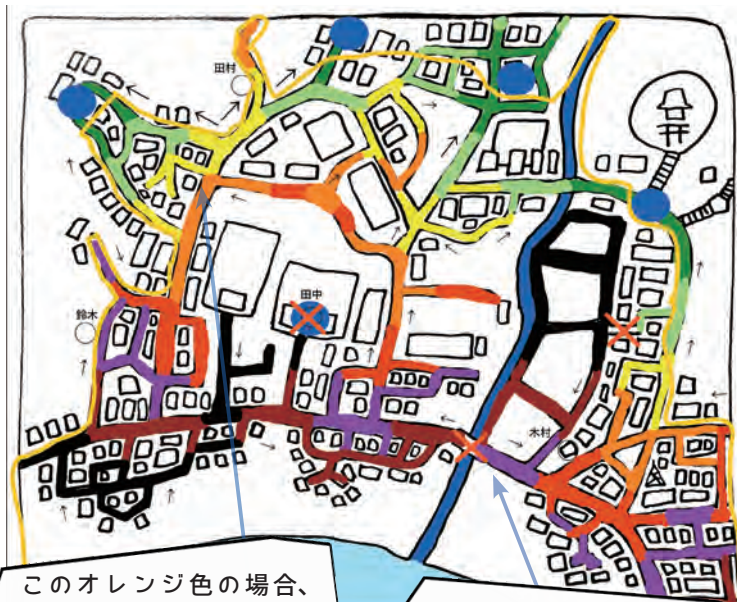 田村
鈴木
田中
木村
このオレンジ色の場合、